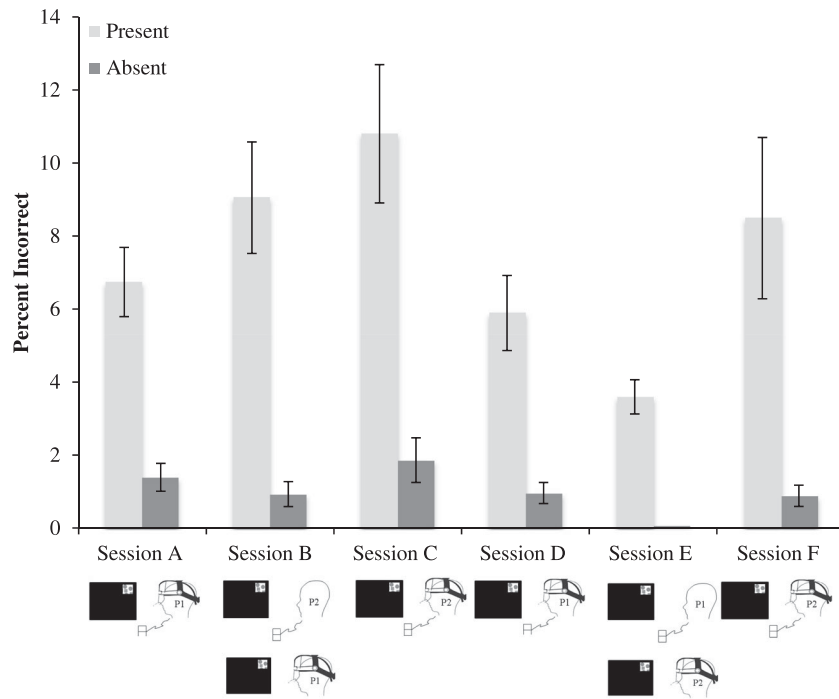 14
Present
Absent
12
10
8
6
4
2
0
Percent Incorrect
Session A Session B Session C Session D Session E Session F
P1 P2 P2 P1 P1 P2
P1 P2